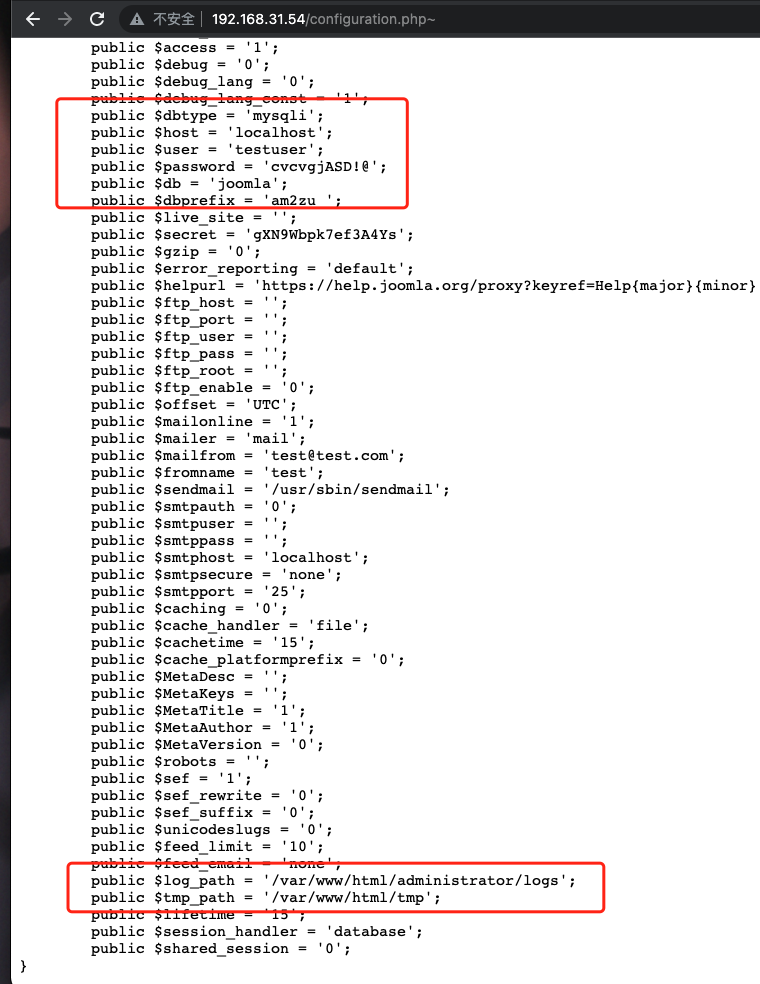 不安全 | 192.168.31.54/configuration.php~
public $access = '1';
public $debug = '0';
public $debug_lang = '0';
public $debug_lang_const = '1';
public $dbtype = 'mysqli';
public $host = 'localhost';
public $user = 'testuser';
public $password = 'cvcvgjASD!@';
public $db = 'joomla';
public $dbprefix = 'am2zu_';
public $live_site = '';
public $secret = 'gXN9Wbpk7ef3A4Ys';
public $gzip = '0';
public $error_reporting = 'default';
public $helpurl = 'https://help.joomla.org/proxy?keyref=Help{major}{minor}
public $ftp_host = '';
public $ftp_port = '';
public $ftp_user = '';
public $ftp_pass = '';
public $ftp_root = '';
public $ftp_enable = '0';
public $offset = 'UTC';
public $mailonline = '1';
public $mailer = 'mail';
public $mailfrom = 'test@test.com';
public $fromname = 'test';
public $sendmail = '/usr/sbin/sendmail';
public $smtpauth = '0';
public $smtpuser = '';
public $smtppass = '';
public $smtphost = 'localhost';
public $smtpsecure = 'none';
public $smtpport = '25';
public $caching = '0';
public $cache_handler = 'file';
public $cachetime = '15';
public $cache_platformprefix = '0';
public $MetaDesc = '';
public $MetaKeys = '';
public $MetaTitle = '1';
public $MetaAuthor = '1';
public $MetaVersion = '0';
public $robots = '';
public $sef = '1';
public $sef_rewrite = '0';
public $sef_suffix = '0';
public $unicodeslugs = '0';
public $feed_limit = '10';
public $feed_email = 'none';
public $log_path = '/var/www/html/administrator/logs';
public $tmp_path = '/var/www/html/tmp';
public $lifetime = '15';
public $session_handler = 'database';
public $shared_session = '0';
}